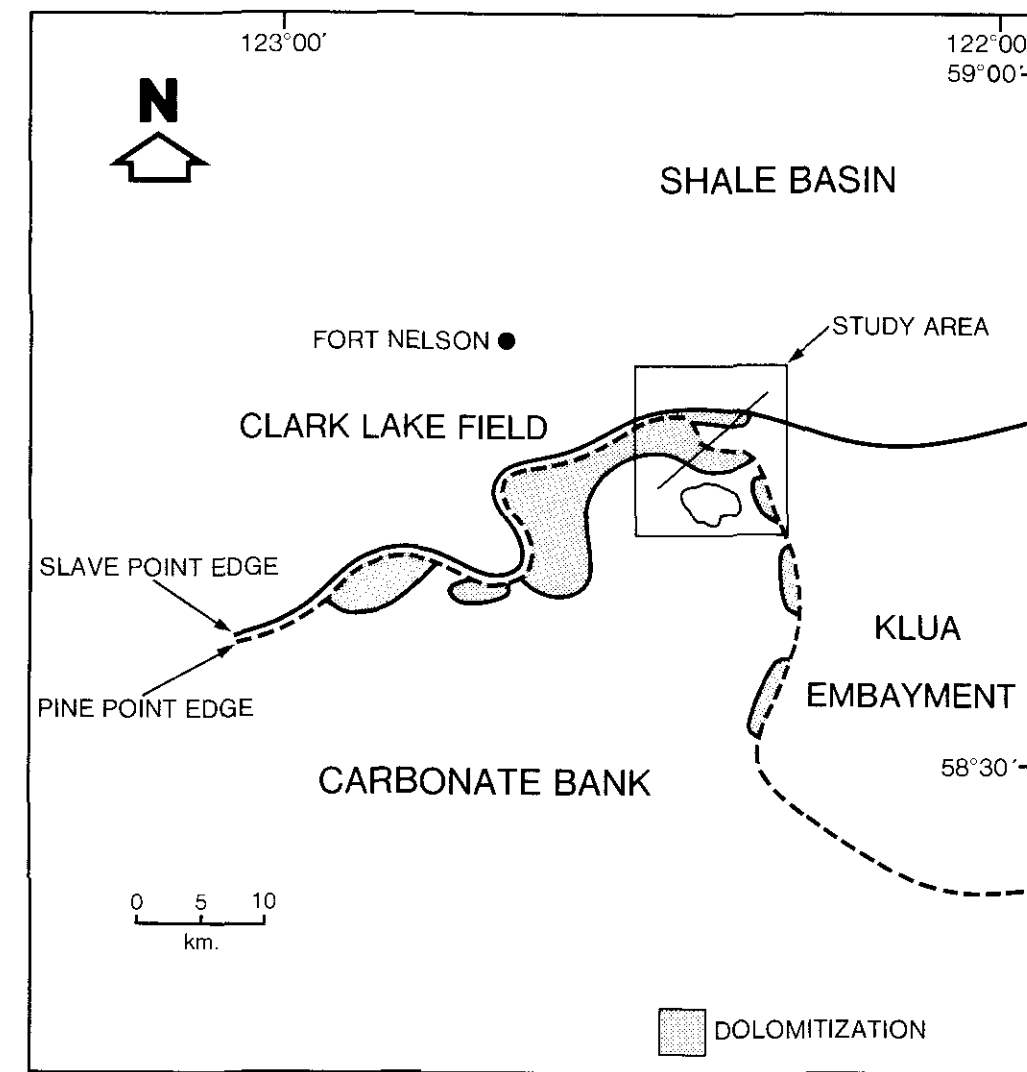 123°00′
122°00
59°00′
N
SHALE BASIN
FORT NELSON
STUDY AREA
CLARK LAKE FIELD
SLAVE POINT EDGE
KLUA
PINE POINT EDGE
EMBAYMENT
CARBONATE BANK
58°30′
0 5 10
km.
DOLOMITIZATION